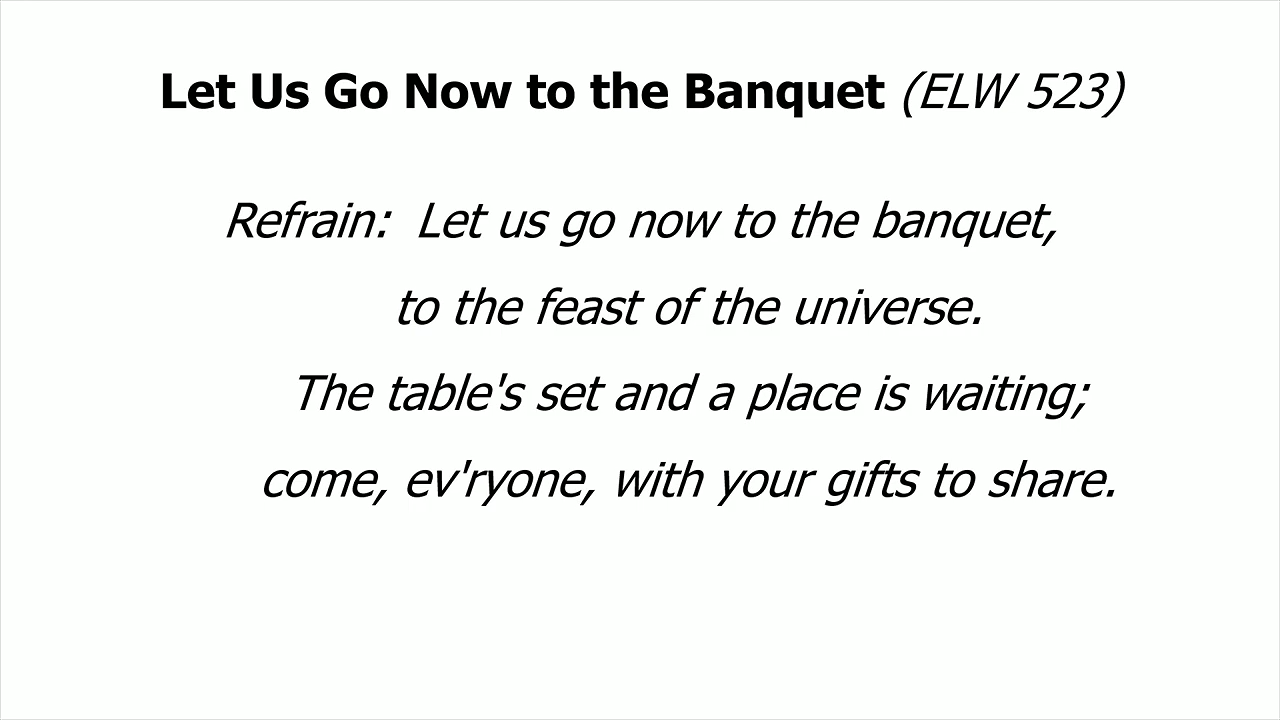 Let Us Go Now to the Banquet (ELW 523)
Refrain:  Let us go now to the banquet,
to the feast of the universe.
The table's set and a place is waiting;
come, ev'ryone, with your gifts to share.